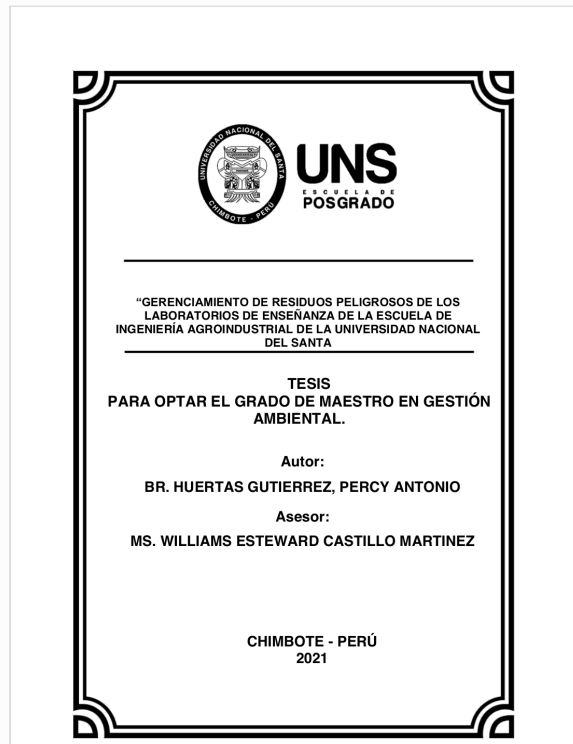 UNIVERSIDAD NACIONAL DEL SANTA
CHIMBOTE - PERÚ
UNS
ESCUELA DE
POSGRADO
“GERENCIAMIENTO DE RESIDUOS PELIGROSOS DE LOS
LABORATORIOS DE ENSEÑANZA DE LA ESCUELA DE
INGENIERÍA AGROINDUSTRIAL DE LA UNIVERSIDAD NACIONAL
DEL SANTA
TESIS
PARA OPTAR EL GRADO DE MAESTRO EN GESTIÓN
AMBIENTAL.
Autor:
BR. HUERTAS GUTIERREZ, PERCY ANTONIO
Asesor:
MS. WILLIAMS ESTEWARD CASTILLO MARTINEZ
CHIMBOTE - PERÚ
2021